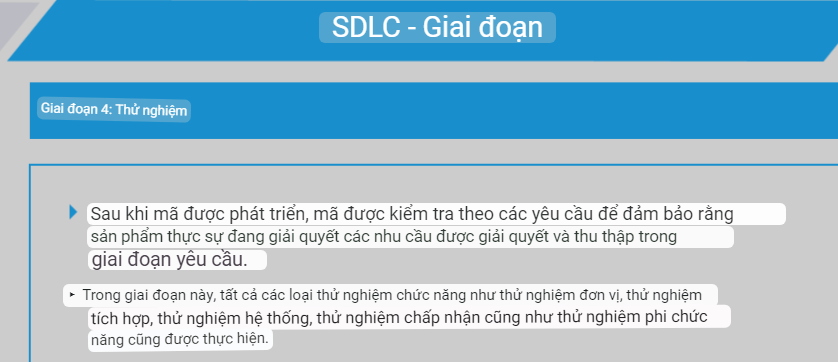 SDLC - Giai đoạn
Giai đoạn 4: Thử nghiệm
Sau khi mã được phát triển, mã được kiểm tra theo các yêu cầu để đảm bảo rằng
sản phẩm thực sự đang giải quyết các nhu cầu được giải quyết và thu thập trong
giai đoạn yêu cầu.
Trong giai đoạn này, tất cả các loại thử nghiệm chức năng như thử nghiệm đơn vị, thử nghiệm
tích hợp, thử nghiệm hệ thống, thử nghiệm chấp nhận cũng như thử nghiệm phi chức
năng cũng được thực hiện.